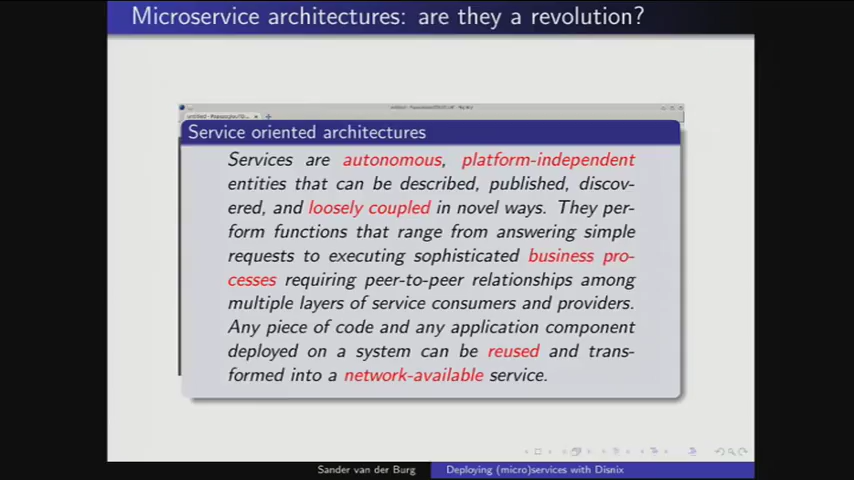 Microservice architectures: are they a revolution?
Service oriented architectures
Services are autonomous, platform-independent
entities that can be described, published, discov-
ered, and loosely coupled in novel ways. They per-
form functions that range from answering simple
requests to executing sophisticated business pro-
cesses requiring peer-to-peer relationships among
multiple layers of service consumers and providers.
Any piece of code and any application component
deployed on a system can be reused and trans-
formed into a network-available service.
Sander van der Burg
Deploying (micro)services with Disnix